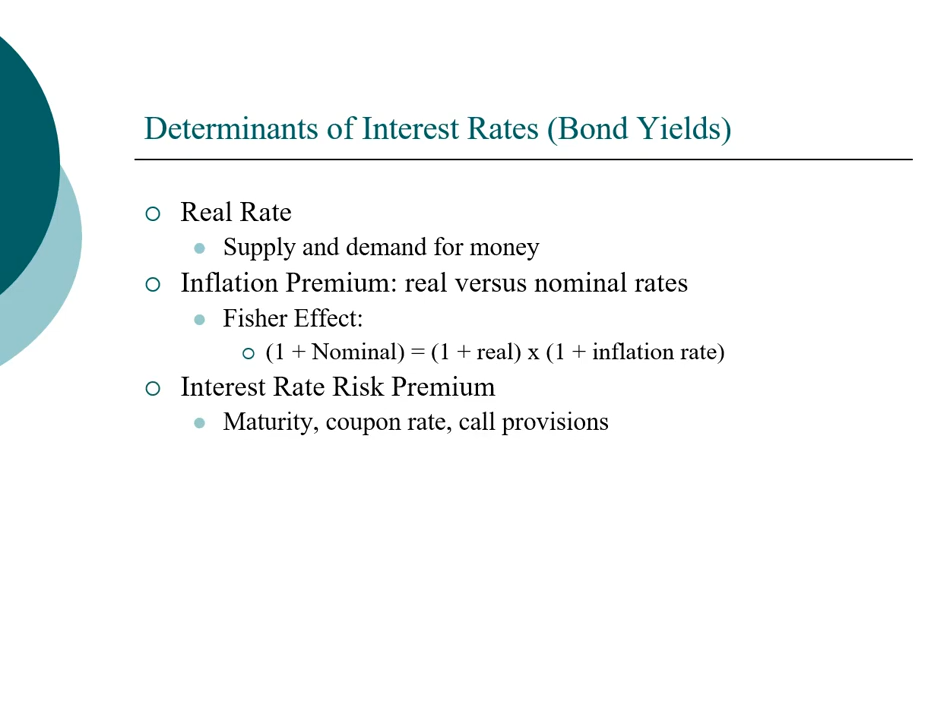 Determinants of Interest Rates (Bond Yields)
Real Rate
Supply and demand for money
Inflation Premium: real versus nominal rates
Fisher Effect:
(1 + Nominal) = (1 + real) x (1 + inflation rate)
Interest Rate Risk Premium
Maturity, coupon rate, call provisions